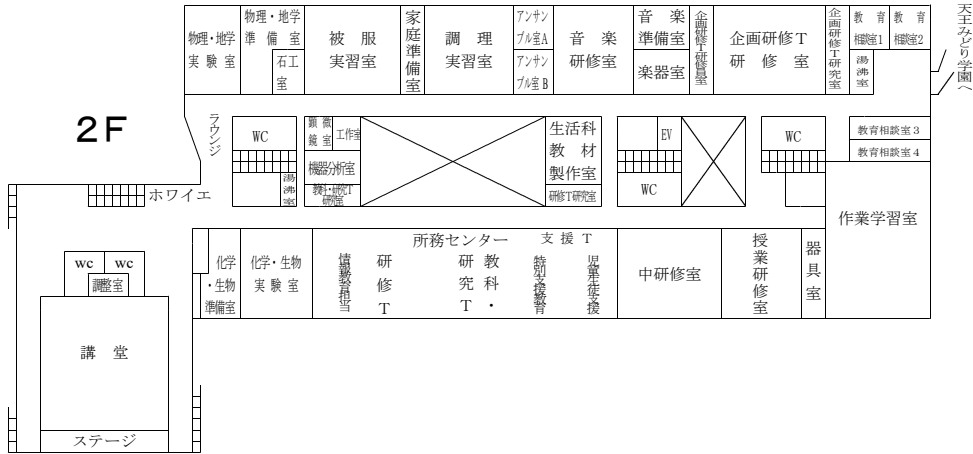 天王みどり学園へ
物理・地学
準 備 室
物理・地学
実 験 室
石工
室
被 服
実習室
家庭準備室
調 理
実習室
アンサン
ブル室A
アンサン
ブル室B
音 楽
研修室
音 楽
準備室
楽器室
企画研修T研修員室
企画研修T
研 修 室
企画研修T研究室
教 育
相談室1
教 育
相談室2
湯沸室
2F
ラウンジ
WC
湯沸室
顕 微
鏡 室
工作室
機器分析室
教科・研究T
研究室
生活科
教 材
製作室
研修T研究室
EV
WC
WC
教育相談室3
教育相談室4
作業学習室
ホワイエ
wc
wc
調整室
講 堂
ステージ
化学
・生物
準備室
化学・生物
実 験 室
所務センター
情報教育担当
研修T
教科・
研究T
支援T
特別支援教育
児童生徒支援
中研修室
授業研修室
器具室